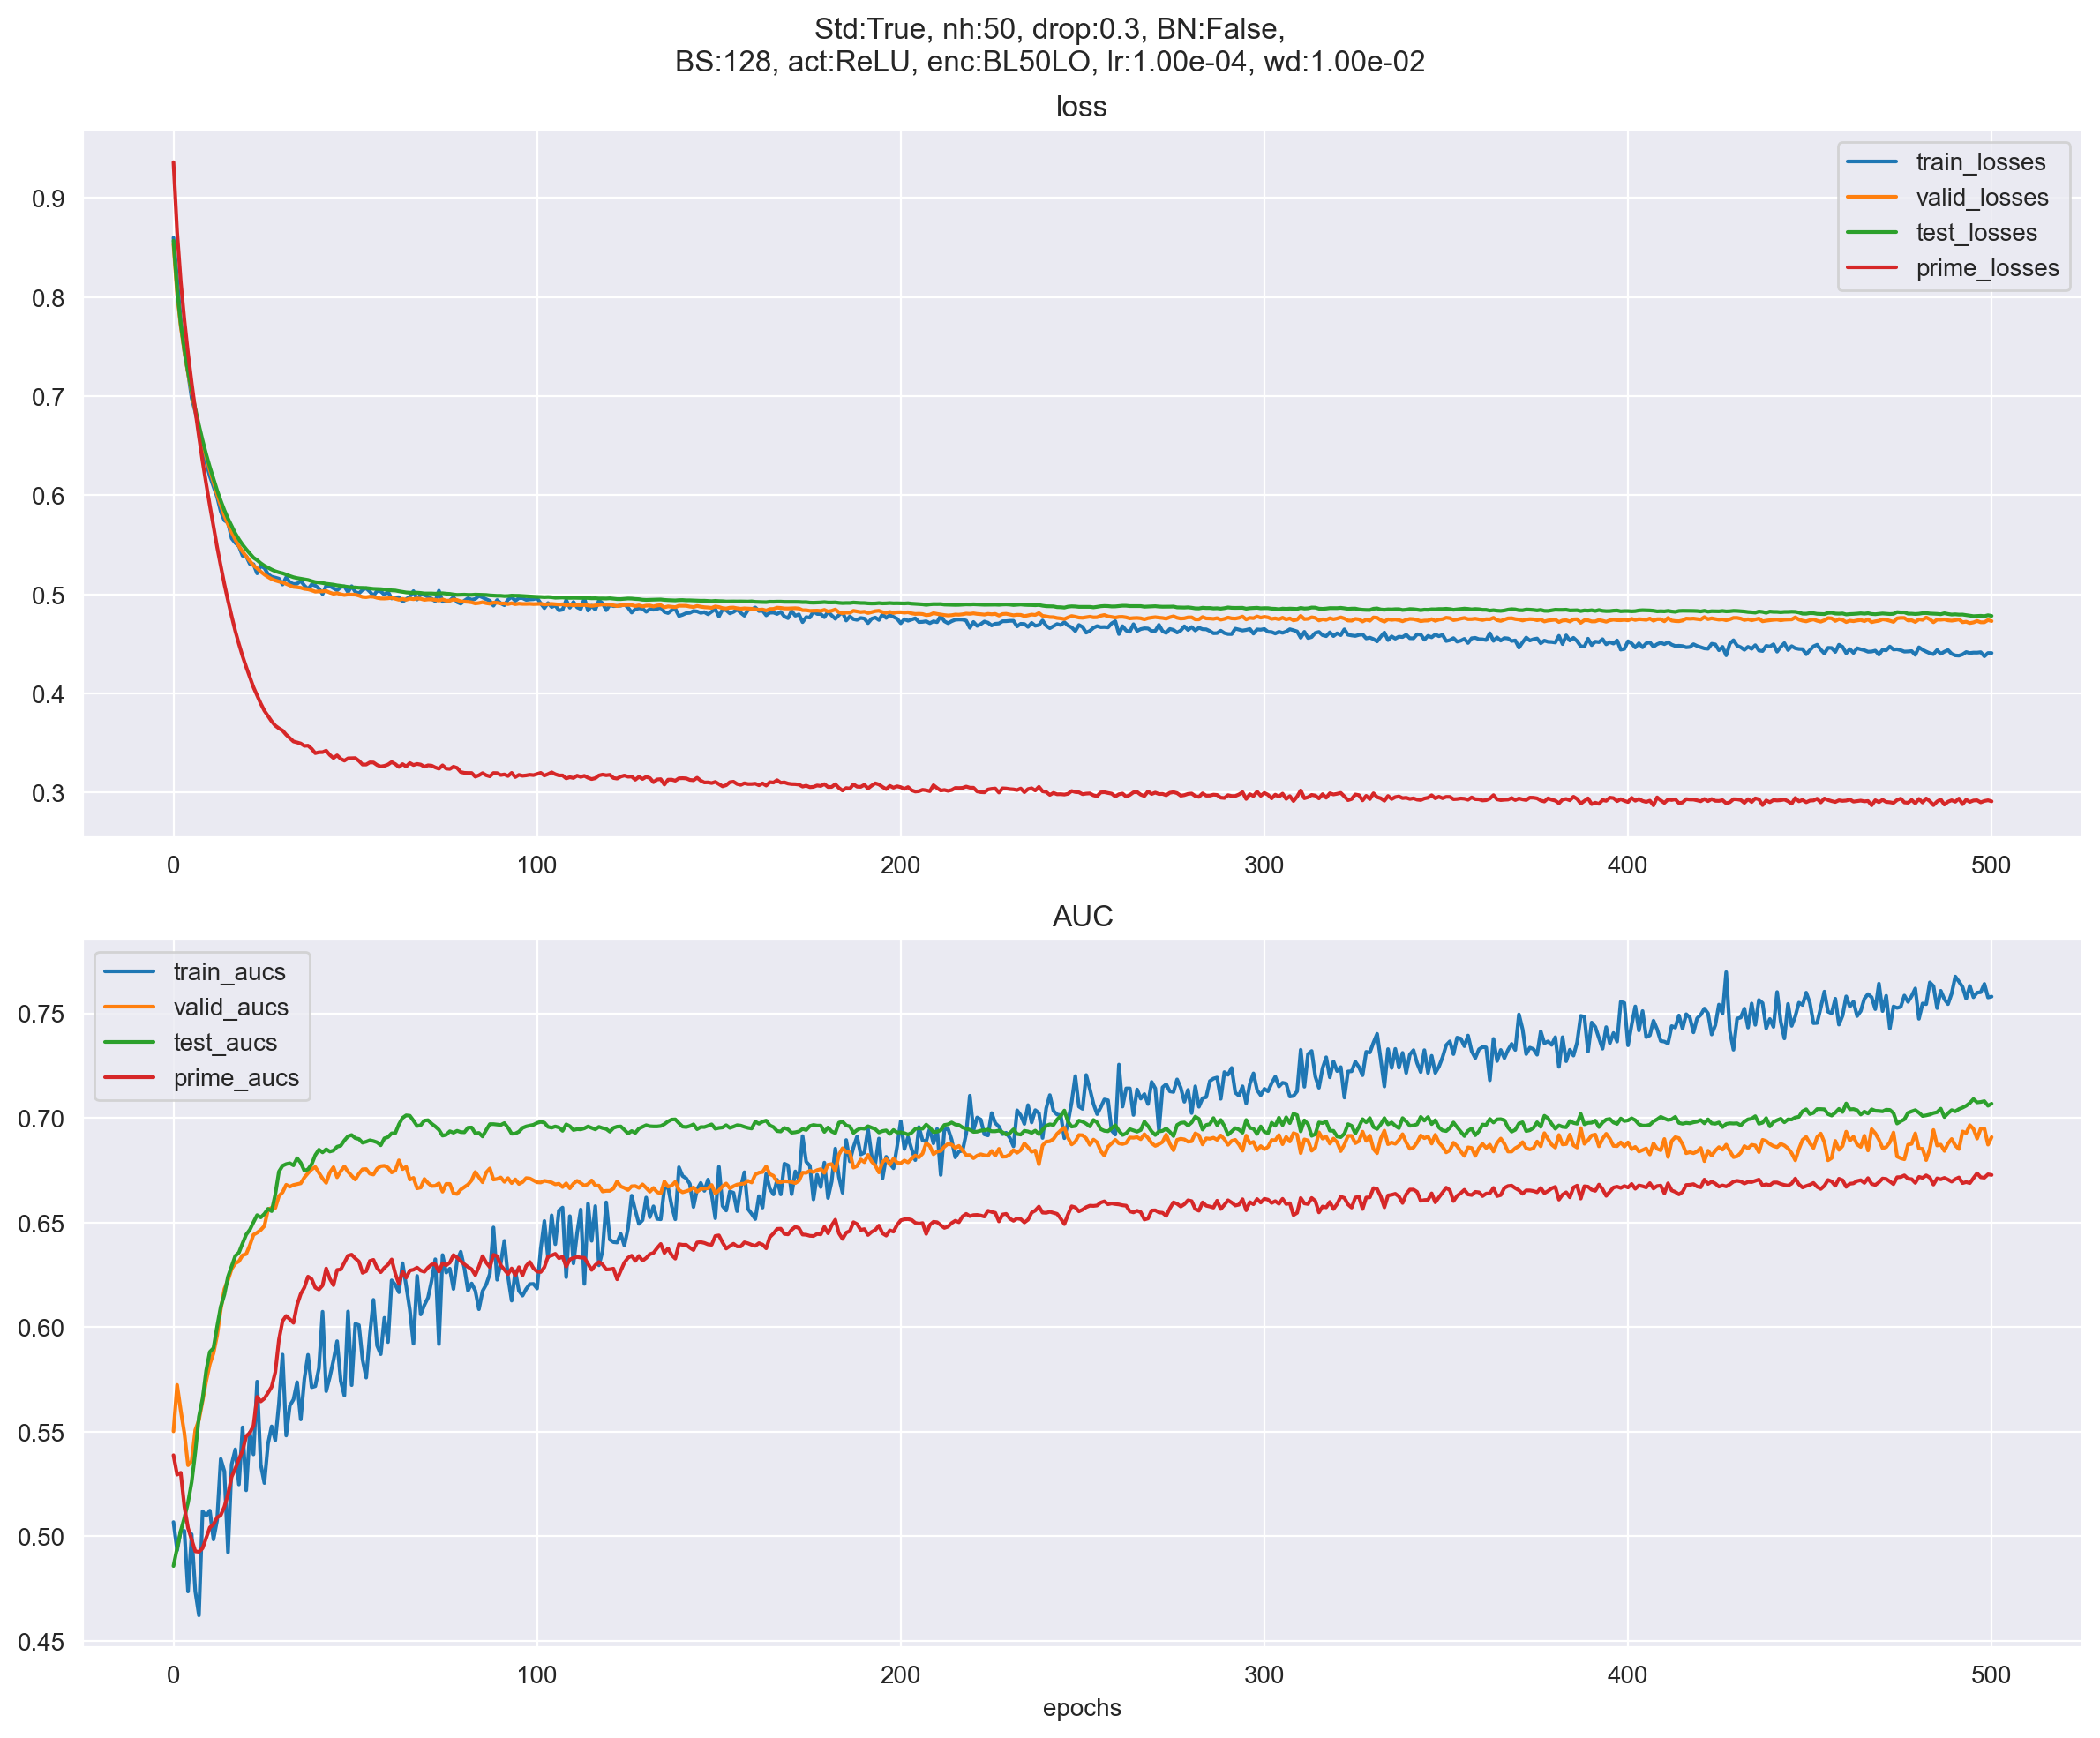 Std:True, nh:50, drop:0.3, BN:False,
BS:128, act:ReLU, enc:BL50LO, lr:1.00e-04, wd:1.00e-02
loss
train_losses
valid_losses
test_losses
prime_losses
0.9
0.8
0.7
0.6
0.5
0.4
0.3
0 100 200 300 400 500
AUC
train_aucs
valid_aucs
test_aucs
prime_aucs
0.75
0.70
0.65
0.60
0.55
0.50
0.45
0 100 200 300 400 500
epochs